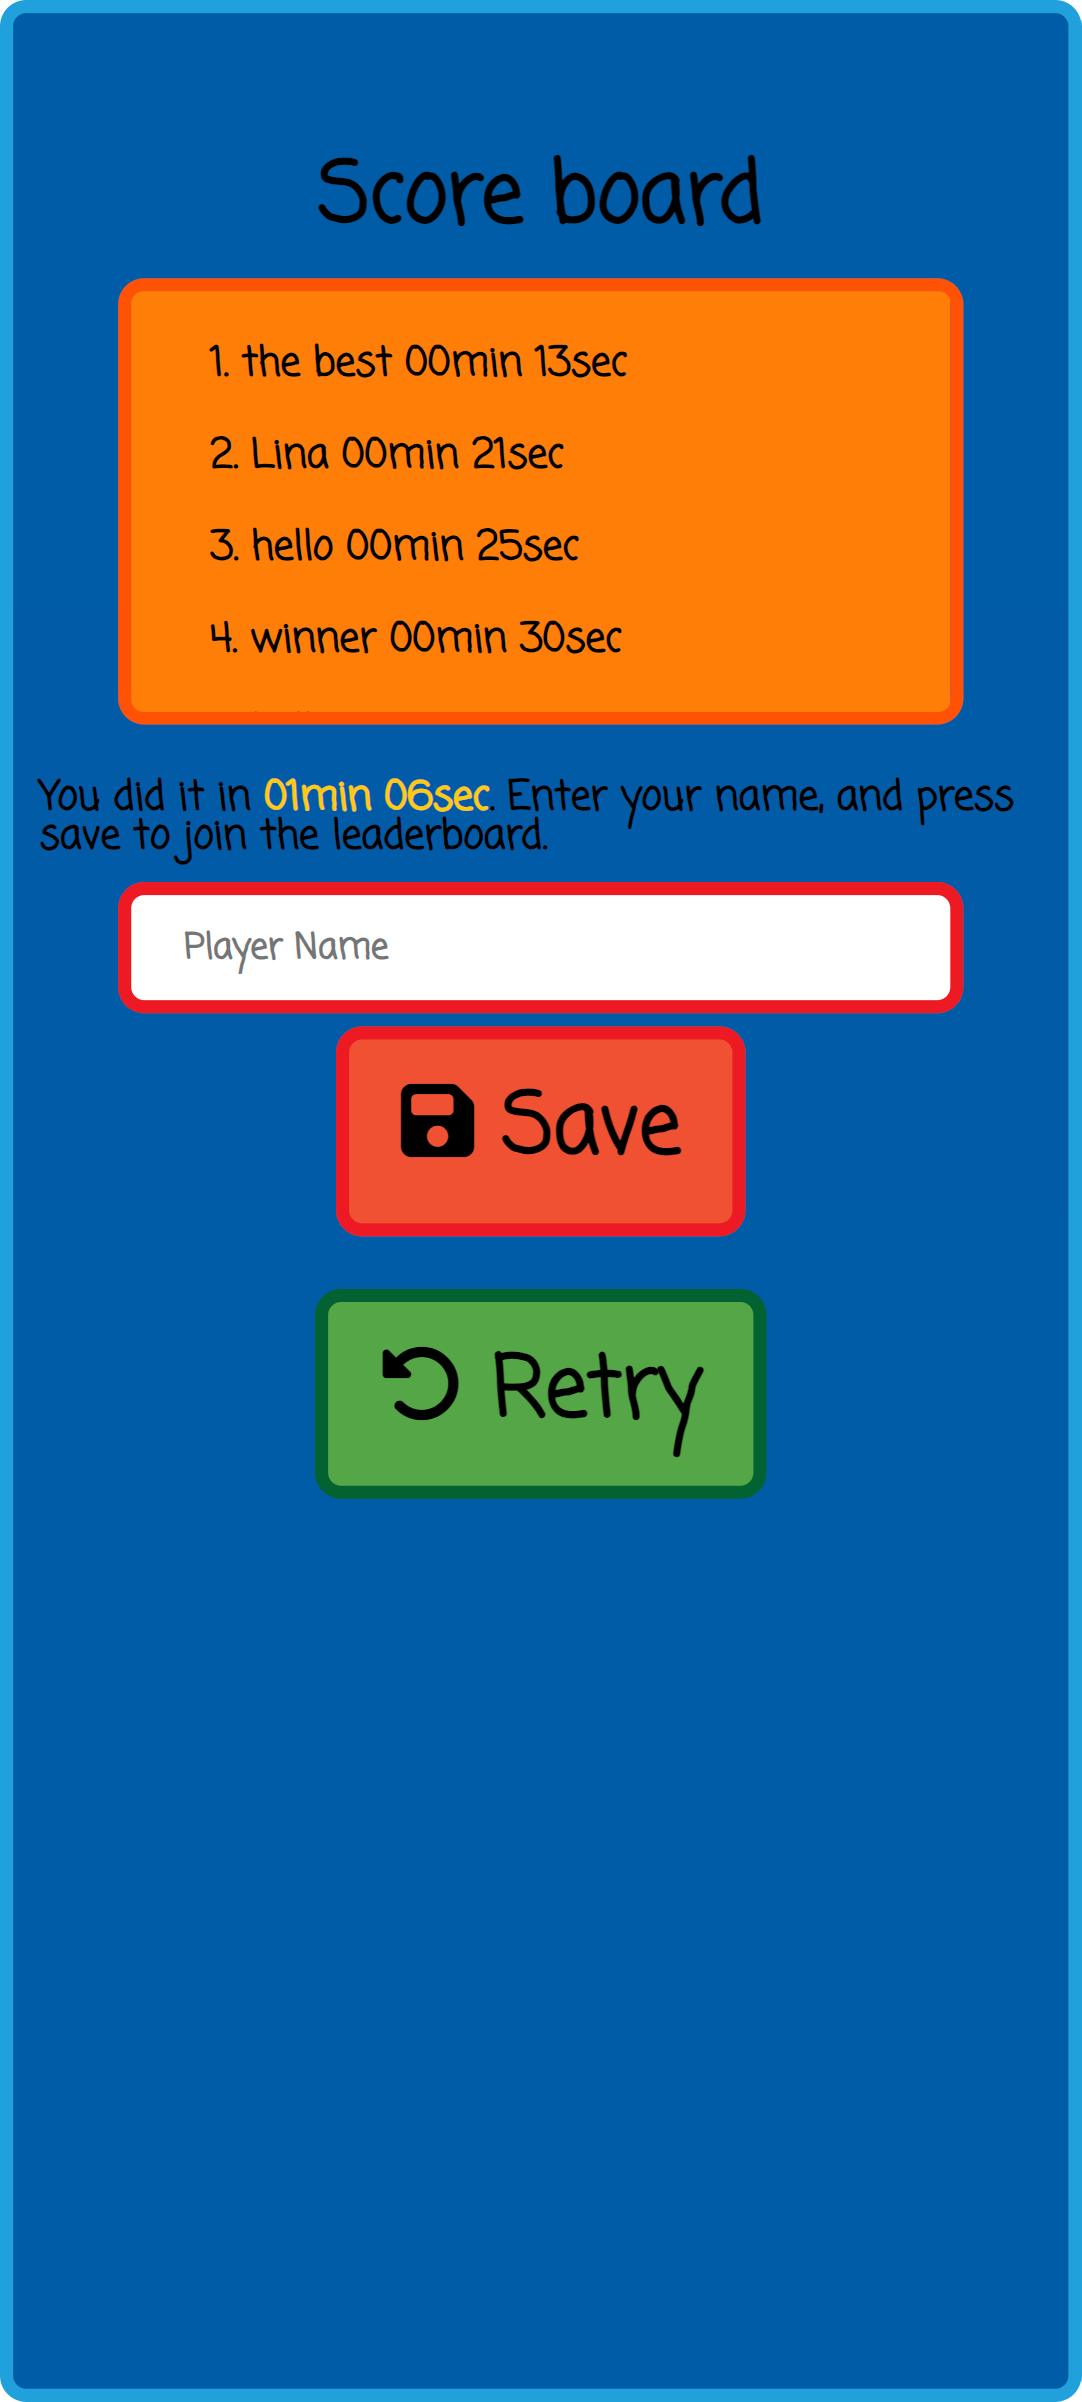 Score board
1. the best 00min 13sec
2. Lina 00min 21sec
3. hello 00min 25sec
4. winner 00min 30sec
You did it in 01min 06sec. Enter your name, and press
save to join the leaderboard.
Player Name
Save
Retry